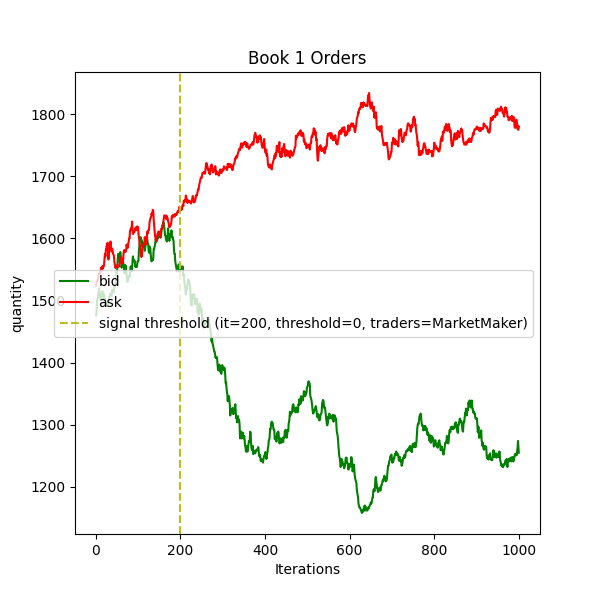 Book 1 Orders
quantity
1800
1700
1600
1500
1400
1300
1200
bid
ask
signal threshold (it=200, threshold=0, traders=MarketMaker)
0 200 400 600 800 1000
Iterations